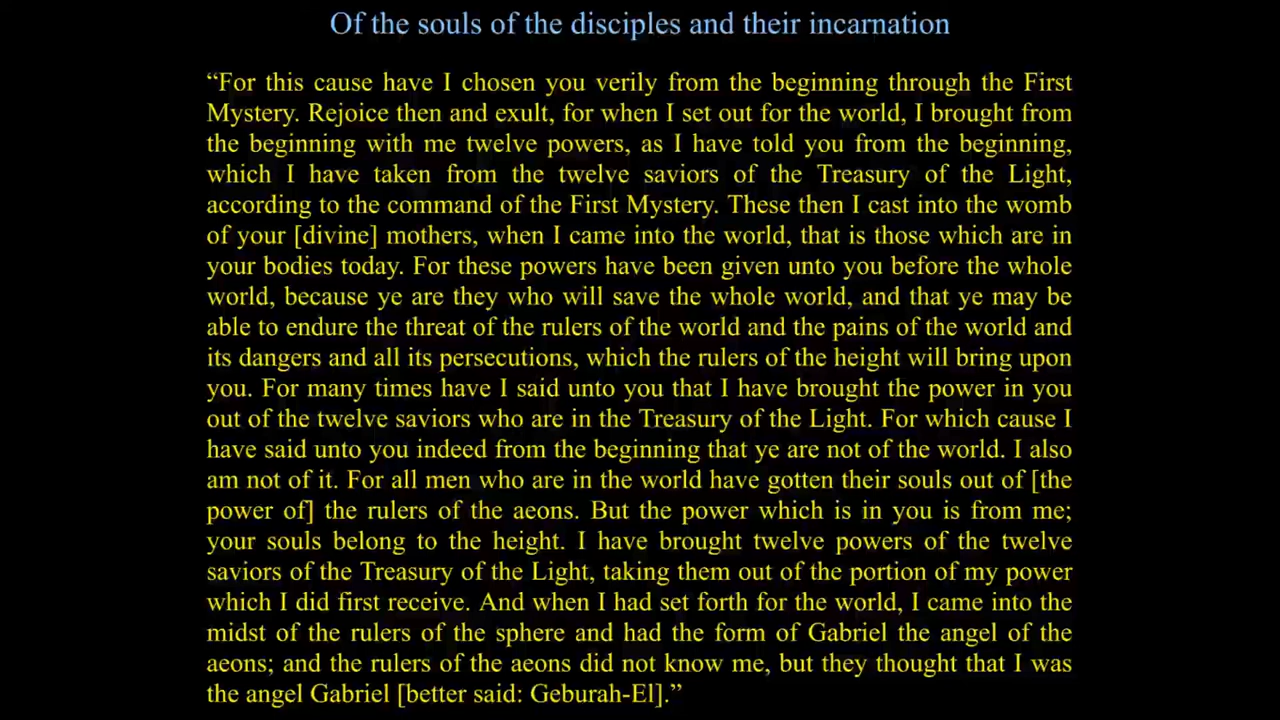 Of the souls of the disciples and their incarnation
“For this cause have I chosen you verily from the beginning through the First
Mystery. Rejoice then and exult, for when I set out for the world, I brought from
the beginning with me twelve powers, as I have told you from the beginning,
which I have taken from the twelve saviors of the Treasury of the Light,
according to the command of the First Mystery. These then I cast into the womb
of your [divine] mothers, when I came into the world, that is those which are in
your bodies today. For these powers have been given unto you before the whole
world, because ye are they who will save the whole world, and that ye may be
able to endure the threat of the rulers of the world and the pains of the world and
its dangers and all its persecutions, which the rulers of the height will bring upon
you. For many times have I said unto you that I have brought the power in you
out of the twelve saviors who are in the Treasury of the Light. For which cause I
have said unto you indeed from the beginning that ye are not of the world. I also
am not of it. For all men who are in the world have gotten their souls out of [the
power of] the rulers of the aeons. But the power which is in you is from me;
your souls belong to the height. I have brought twelve powers of the twelve
saviors of the Treasury of the Light, taking them out of the portion of my power
which I did first receive. And when I had set forth for the world, I came into the
midst of the rulers of the sphere and had the form of Gabriel the angel of the
aeons; and the rulers of the aeons did not know me, but they thought that I was
the angel Gabriel [better said: Geburah-El].”